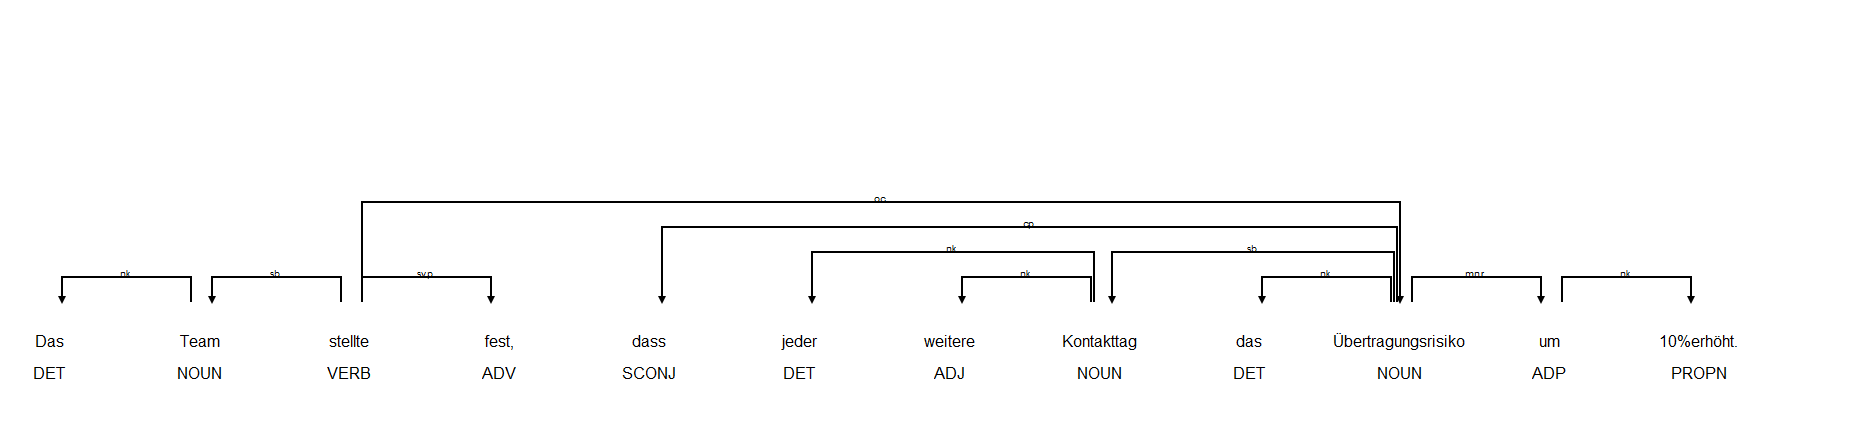 oc
cp
nk sb
nk sb svp nk nk mnr nk
Das Team stellte fest, dass jeder weitere Kontakttag das Übertragungsrisiko um 10%erhöht.
DET NOUN VERB ADV SCONJ DET ADJ NOUN DET NOUN ADP PROPN